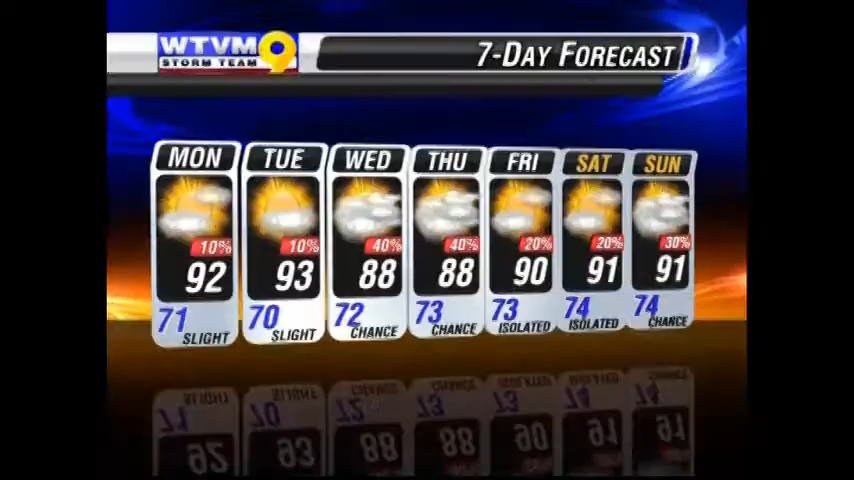 WTVM 9
STORM TEAM
7-DAY FORECAST
MON TUE WED THU FRI SAT SUN
10% 10% 40% 40% 20% 20% 30%
92 93 88 88 90 91 91
71 70 72 73 73 74 74
SLIGHT SLIGHT CHANCE CHANCE ISOLATED ISOLATED CHANCE